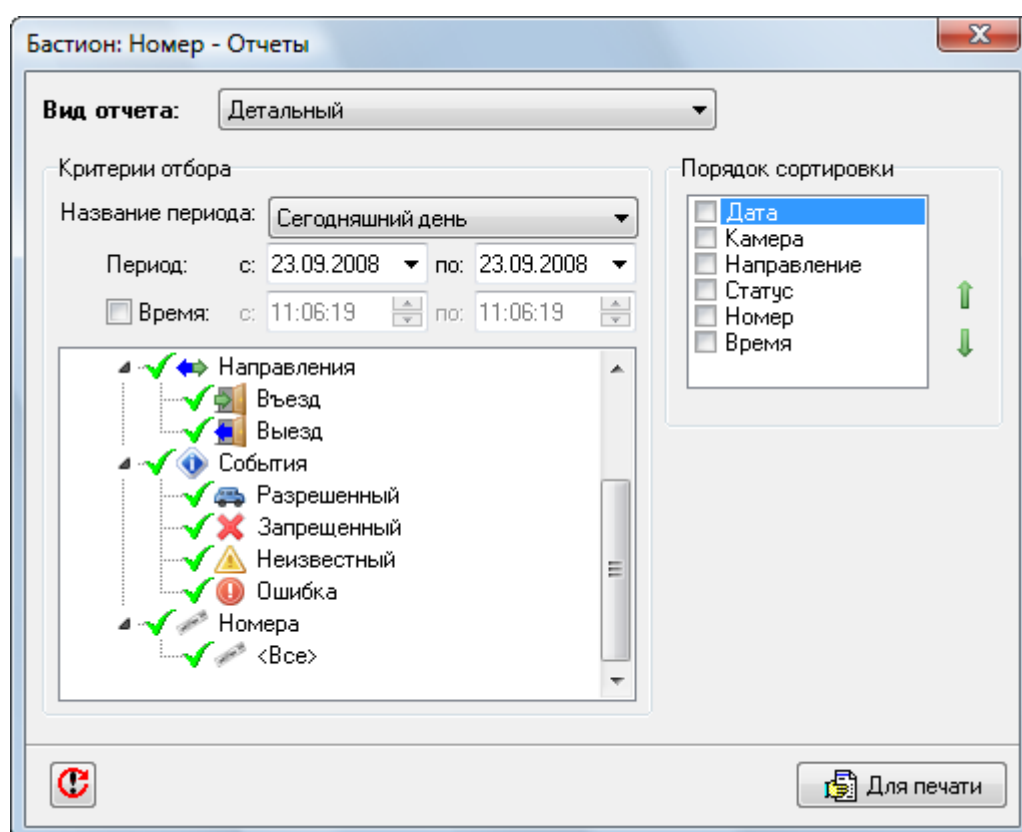 Бастион: Номер - Отчеты
Вид отчета: Детальный
Критерии отбора
Название периода: Сегодняшний день
Период: с: 23.09.2008 по: 23.09.2008
Время: с: 11:06:19 по: 11:06:19
Направления
Въезд
Выезд
События
Разрешенный
Запрещенный
Неизвестный
Ошибка
Номера
<Все>
Порядок сортировки
Дата
Камера
Направление
Статус
Номер
Время
Для печати